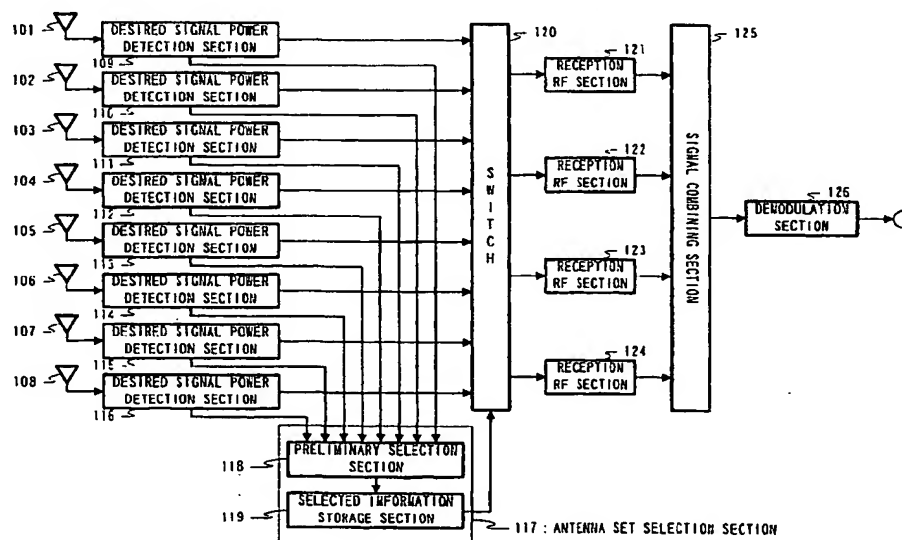 101
DESIRED SIGNAL POWER
DETECTION SECTION
109
102
DESIRED SIGNAL POWER
DETECTION SECTION
110
103
DESIRED SIGNAL POWER
DETECTION SECTION
111
104
DESIRED SIGNAL POWER
DETECTION SECTION
112
105
DESIRED SIGNAL POWER
DETECTION SECTION
113
106
DESIRED SIGNAL POWER
DETECTION SECTION
114
107
DESIRED SIGNAL POWER
DETECTION SECTION
115
108
DESIRED SIGNAL POWER
DETECTION SECTION
116
118
PRELIMINARY SELECTION
SECTION
119
SELECTED INFORMATION
STORAGE SECTION
117 : ANTENNA SET SELECTION SECTION
120
SWITCH
121
RECEPTION
RF SECTION
122
RECEPTION
RF SECTION
123
RECEPTION
RF SECTION
124
RECEPTION
RF SECTION
125
SIGNAL COMBINING SECTION
126
DEMODULATION
SECTION